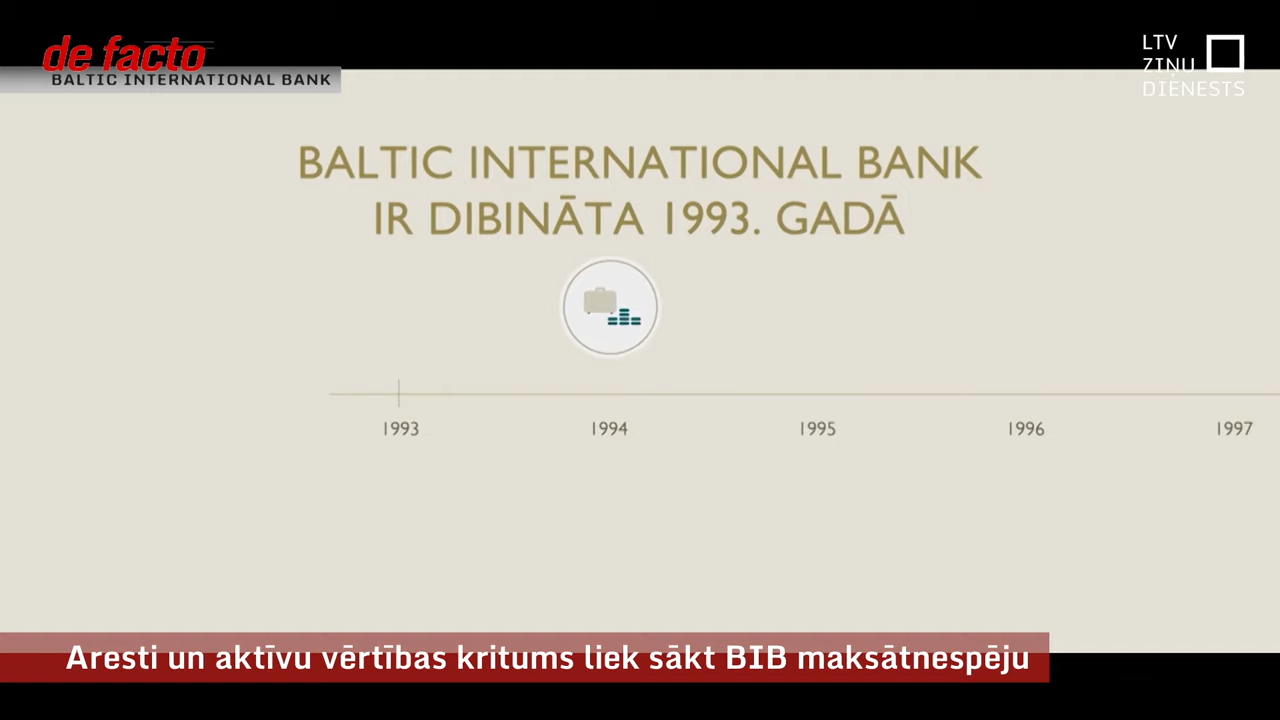 de facto
BALTIC INTERNATIONAL BANK
LTV
ZIŅU
DIENESTS
BALTIC INTERNATIONAL BANK
IR DIBINĀTA 1993. GADĀ
1993 1994 1995 1996 1997
Aresti un aktīvu vērtības kritums liek sākt BIB maksātnespēju